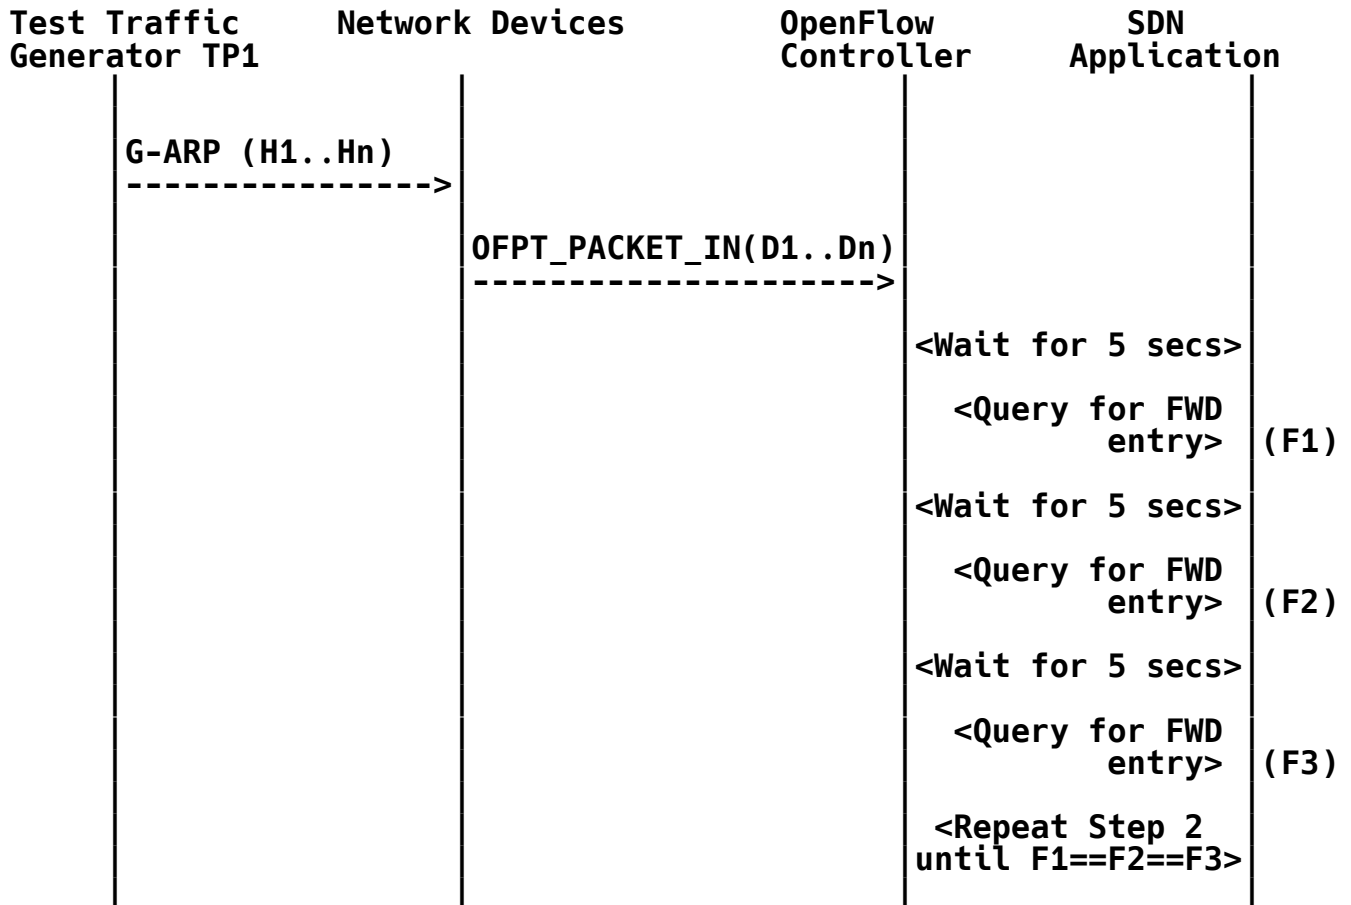 Test Traffic Network Devices OpenFlow SDN
Generator TP1 Controller Application
G-ARP (H1..Hn)
---------------->
OFPT_PACKET_IN(D1..Dn)
--------------------->
<Wait for 5 secs>
<Query for FWD
entry> (F1)
<Wait for 5 secs>
<Query for FWD
entry> (F2)
<Wait for 5 secs>
<Query for FWD
entry> (F3)
<Repeat Step 2
until F1==F2==F3>